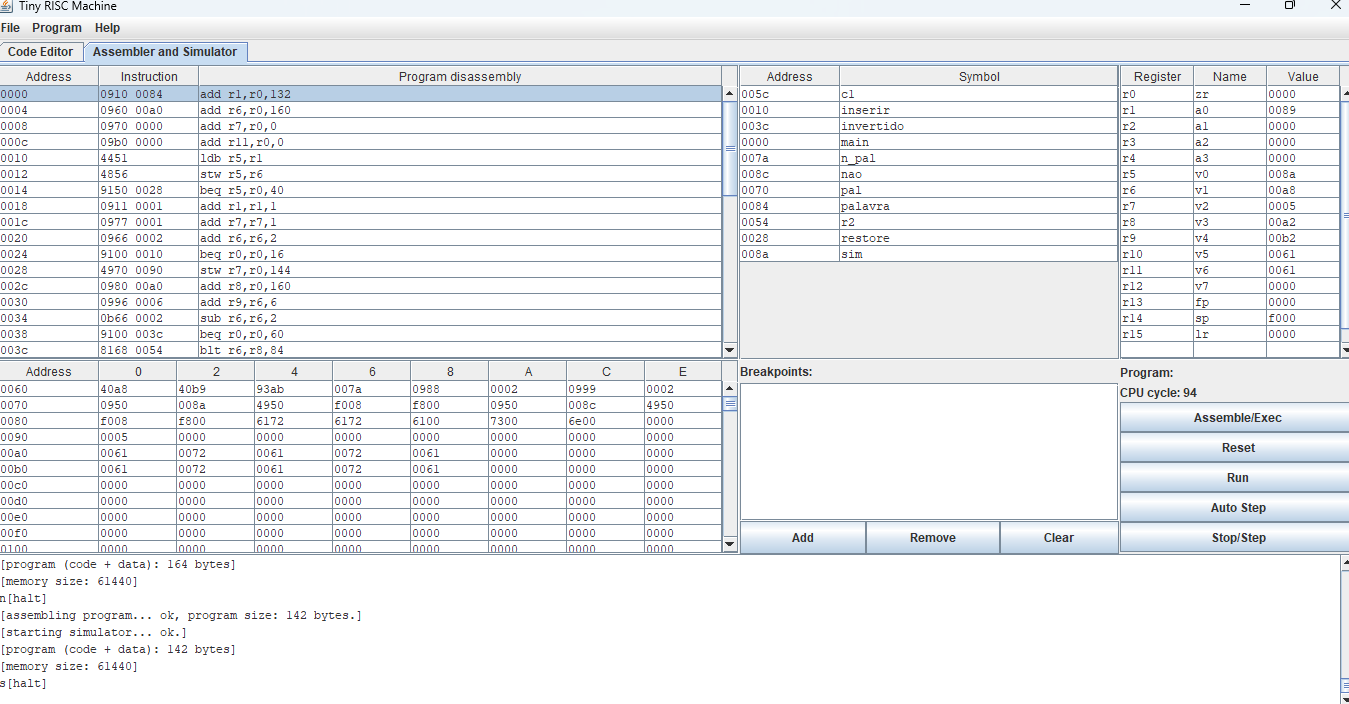 Tiny RISC Machine
File Program Help
Code Editor Assembler and Simulator
Address Instruction Program disassembly
0000 0910 0084 add r1,r0,132
0004 0960 00a0 add r6,r0,160
0008 0970 0000 add r7,r0,0
000c 09b0 0000 add r11,r0,0
0010 4451 ldb r5,r1
0012 4856 stw r5,r6
0014 9150 0028 beq r5,r0,40
0018 0911 0001 add r1,r1,1
001c 0977 0001 add r7,r7,1
0020 0966 0002 add r6,r6,2
0024 9100 0010 beq r0,r0,16
0028 4970 0090 stw r7,r0,144
002c 0980 00a0 add r8,r0,160
0030 0996 0006 add r9,r6,6
0034 0b66 0002 sub r6,r6,2
0038 9100 003c beq r0,r0,60
003c 8168 0054 blt r6,r8,84
Address Symbol
005c c1
0010 inserir
003c invertido
0000 main
007a n_pal
008c nao
0070 pal
0084 palavra
0054 r2
0028 restore
008a sim
Register Name Value
r0 zr 0000
r1 a0 0089
r2 a1 0000
r3 a2 0000
r4 a3 0000
r5 v0 008a
r6 v1 00a8
r7 v2 0005
r8 v3 00a2
r9 v4 00b2
r10 v5 0061
r11 v6 0061
r12 v7 0000
r13 fp 0000
r14 sp f000
r15 lr 0000
Address 0 2 4 6 8 A C E
0060 40a8 40b9 93ab 007a 0988 0002 0999 0002
0070 0950 008a 4950 f008 f800 0950 008c 4950
0080 f008 f800 6172 6172 6100 7300 6e00 0000
0090 0005 0000 0000 0000 0000 0000 0000 0000
00a0 0061 0072 0061 0072 0061 0000 0000 0000
00b0 0061 0072 0061 0072 0061 0000 0000 0000
00c0 0000 0000 0000 0000 0000 0000 0000 0000
00d0 0000 0000 0000 0000 0000 0000 0000 0000
00e0 0000 0000 0000 0000 0000 0000 0000 0000
00f0 0000 0000 0000 0000 0000 0000 0000 0000
0100 0000 0000 0000 0000 0000 0000 0000 0000
Breakpoints:
Add Remove Clear
Program:
CPU cycle: 94
Assemble/Exec
Reset
Run
Auto Step
Stop/Step
[program (code + data): 164 bytes]
[memory size: 61440]
n[halt]
[assembling program... ok, program size: 142 bytes.]
[starting simulator... ok.]
[program (code + data): 142 bytes]
[memory size: 61440]
s[halt]